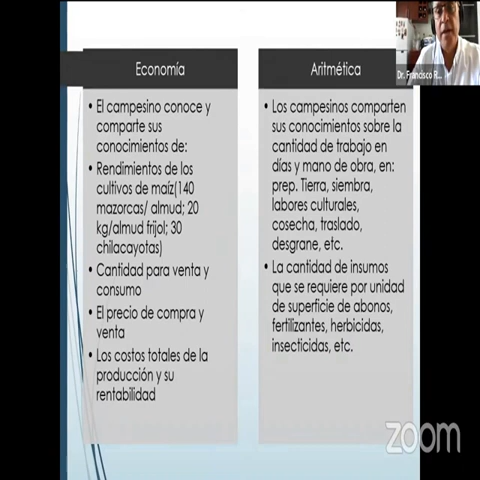 Economía
• El campesino conoce y
comparte sus
conocimientos de:
• Rendimientos de los
cultivos de maíz(140
mazorcas/ almud; 20
kg/almud frijol; 30
chilacayotas)
• Cantidad para venta y
consumo
• El precio de compra y
venta
• Los costos totales de la
producción y su
rentabilidad
Aritmética
• Los campesinos comparten
sus conocimientos sobre la
cantidad de trabajo en
días y mano de obra, en:
prep. Tierra, siembra,
labores culturales,
cosecha, traslado,
desgrane, etc.
• La cantidad de insumos
que se requiere por unidad
de superficie de abonos,
fertilizantes, herbicidas,
insecticidas, etc.
Dr. Francisco R...
zoom